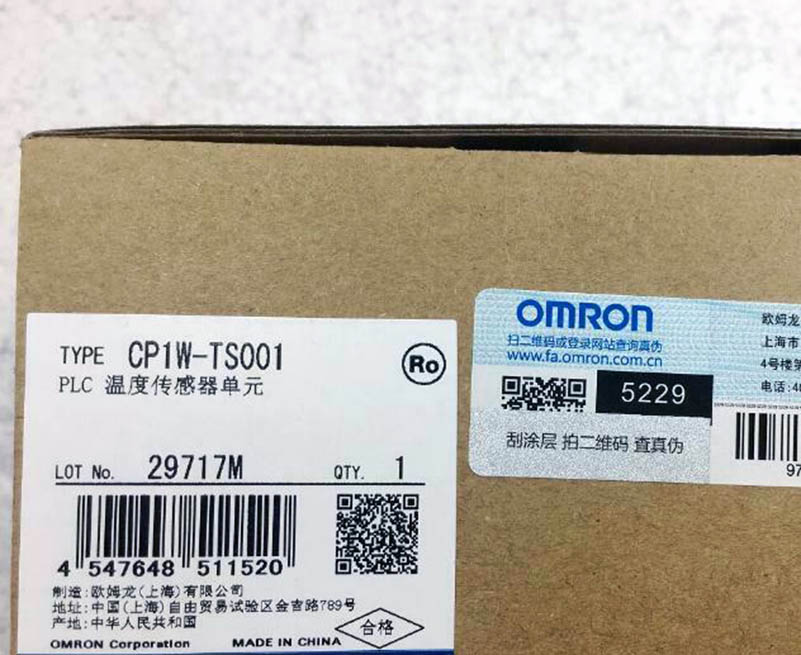 TYPE CP1W-TS001
Ro
PLC 温度传感器单元
LOT No. 29717M QTY. 1
4 547648 511520
制造:欧姆龙(上海)有限公司
地址:中国(上海)自由贸易试验区金吉路789号
产地:中华人民共和国
合格
OMRON Corporation MADE IN CHINA
OMRON
扫二维码或登录网站查询真伪
www.fa.omron.com.cn
5229
刮涂层 拍二维码 查真伪
欧姆龙
上海市
4号楼第
电话:4
97